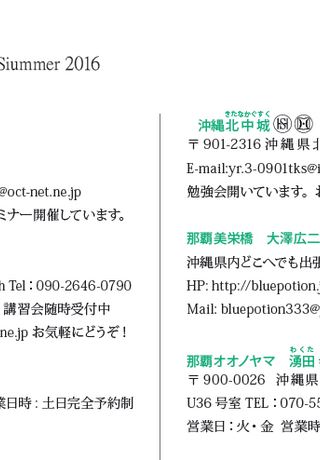 Siummer 2016
@oct-net.ne.jp
ミナー開催しています。
h Tel：090-2646-0790
講習会随時受付中
ne.jp お気軽にどうぞ！
業日時：土日完全予約制
きたなかぐすく
沖縄北中城
〒901-2316 沖縄県北
E-mail:yr.3-0901tks@i
勉強会開いています。お
那覇美栄橋　大澤広二
沖縄県内どこへでも出張
HP: http://bluepotion.j
Mail: bluepotion333@
わくた
那覇オオノヤマ　湧田
〒900-0026　沖縄県
U36 号室 TEL：070-55
営業日：火・金　営業時